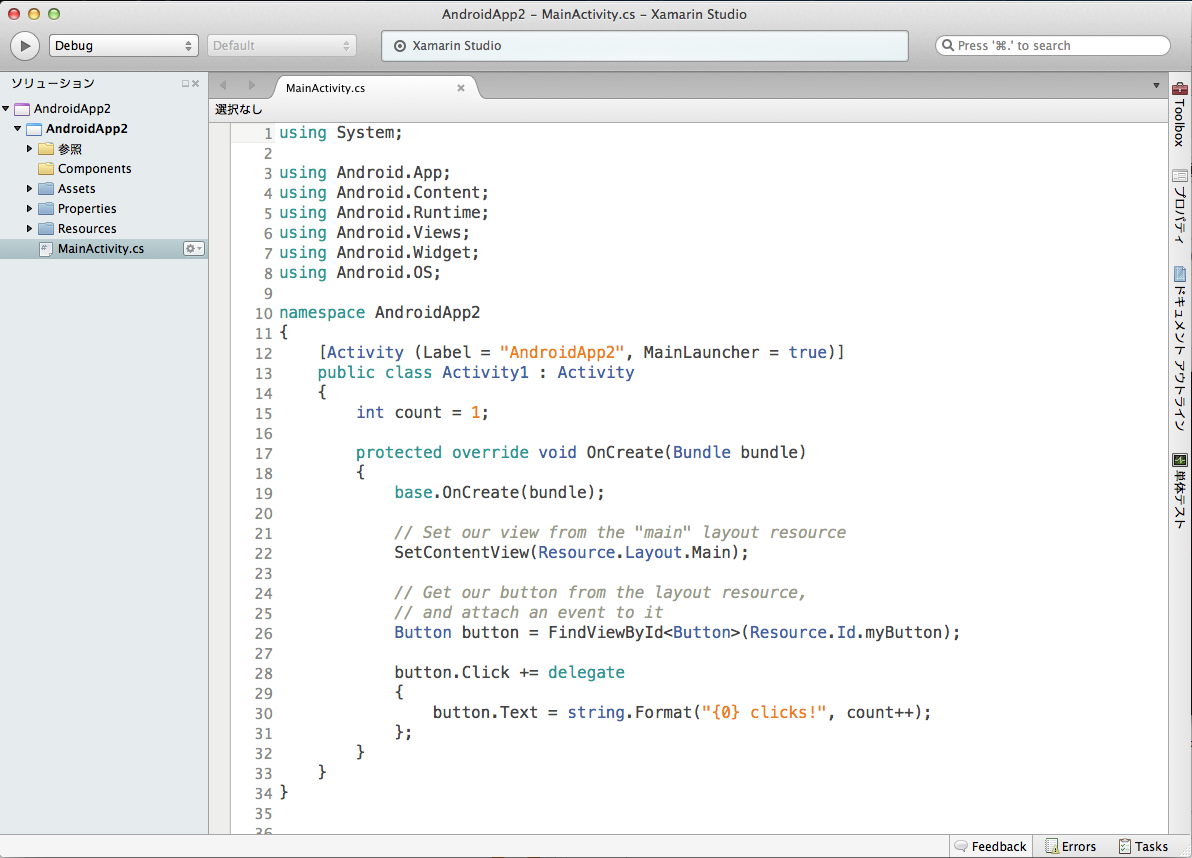 AndroidApp2 – MainActivity.cs – Xamarin Studio
Debug
Default
Xamarin Studio
Press '⌘.' to search
ソリューション
AndroidApp2
AndroidApp2
参照
Components
Assets
Properties
Resources
MainActivity.cs
MainActivity.cs
選択なし
1 using System;
2
3 using Android.App;
4 using Android.Content;
5 using Android.Runtime;
6 using Android.Views;
7 using Android.Widget;
8 using Android.OS;
9
10 namespace AndroidApp2
11 {
12     [Activity (Label = "AndroidApp2", MainLauncher = true)]
13     public class Activity1 : Activity
14     {
15         int count = 1;
16
17         protected override void OnCreate(Bundle bundle)
18         {
19             base.OnCreate(bundle);
20
21             // Set our view from the "main" layout resource
22             SetContentView(Resource.Layout.Main);
23
24             // Get our button from the layout resource,
25             // and attach an event to it
26             Button button = FindViewById<Button>(Resource.Id.myButton);
27
28             button.Click += delegate
29             {
30                 button.Text = string.Format("{0} clicks!", count++);
31             };
32         }
33     }
34 }
35
36
Toolbox
プロパティ
ドキュメント アウトライン
単体テスト
Feedback
Errors
Tasks